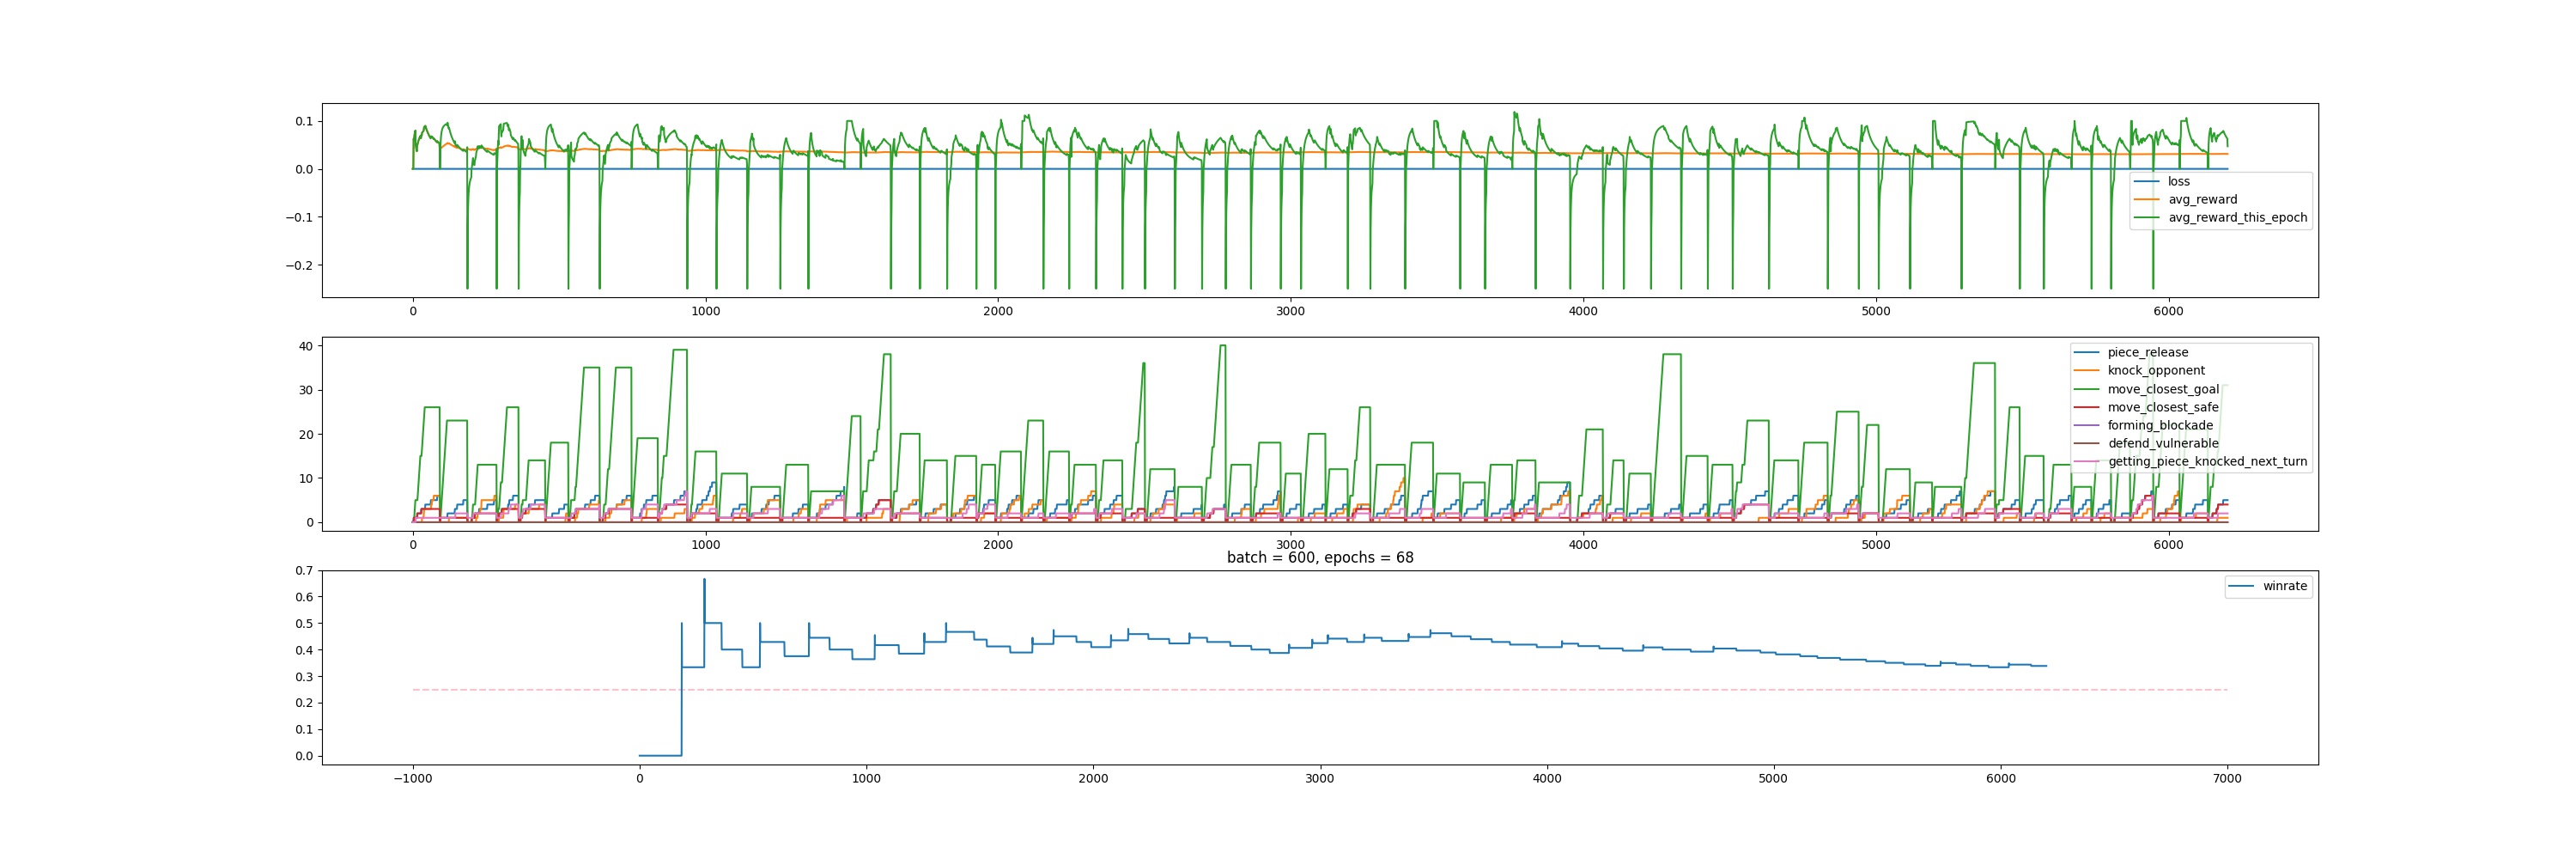 0.1
0.0
−0.1
−0.2
loss
avg_reward
avg_reward_this_epoch
0 1000 2000 3000 4000 5000 6000
40
30
20
10
0
piece_release
knock_opponent
move_closest_goal
move_closest_safe
forming_blockade
defend_vulnerable
getting_piece_knocked_next_turn
0 1000 2000 3000 4000 5000 6000
batch = 600, epochs = 68
0.7
0.6
0.5
0.4
0.3
0.2
0.1
0.0
winrate
−1000 0 1000 2000 3000 4000 5000 6000 7000